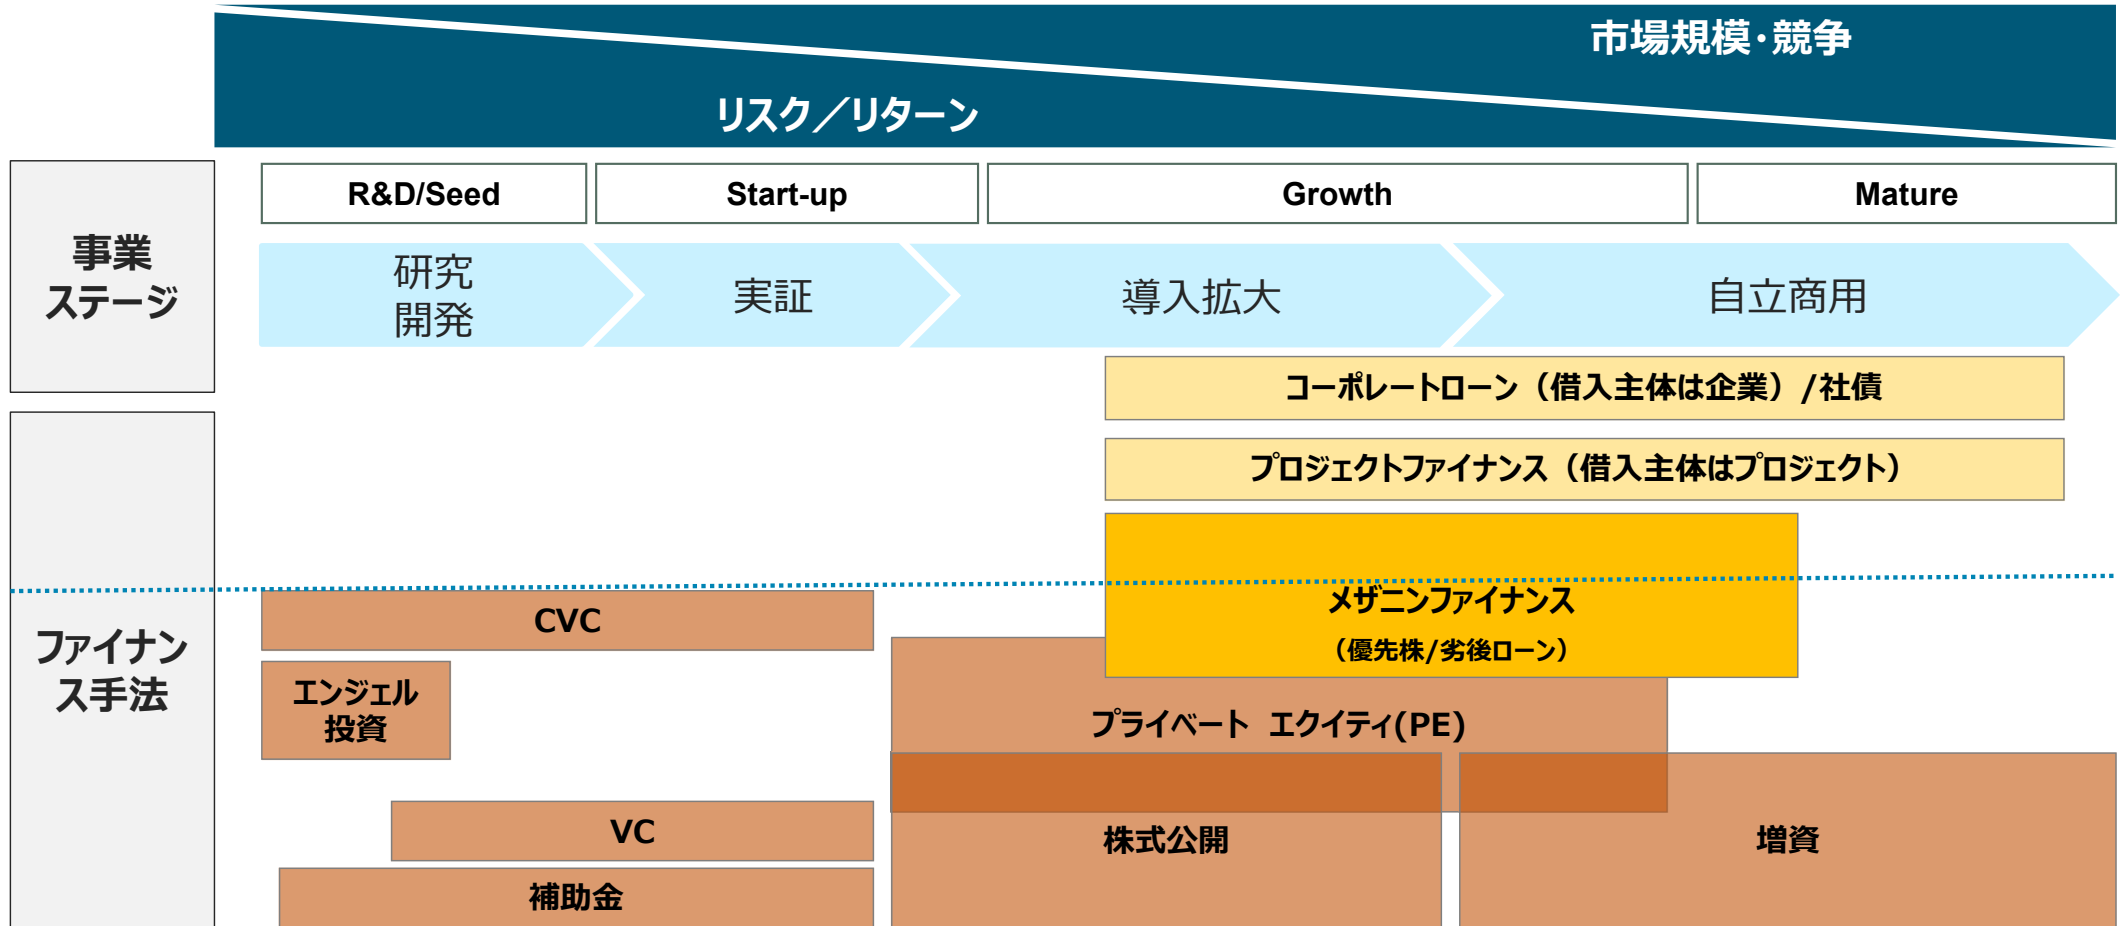 市場規模・競争
リスク／リターン
事業
ステージ
R&D/Seed
Start-up
Growth
Mature
研究
開発
実証
導入拡大
自立商用
ファイナン
ス手法
コーポレートローン（借入主体は企業）/社債
プロジェクトファイナンス（借入主体はプロジェクト）
メザニンファイナンス
（優先株/劣後ローン）
CVC
エンジェル
投資
プライベート エクイティ(PE)
VC
株式公開
増資
補助金